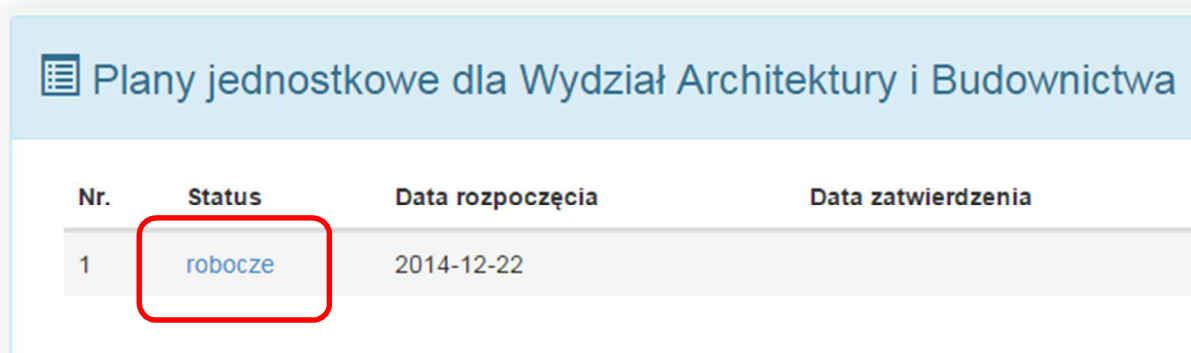 Plany jednostkowe dla Wydział Architektury i Budownictwa
Nr. Status Data rozpoczęcia Data zatwierdzenia
1 robocze 2014-12-22